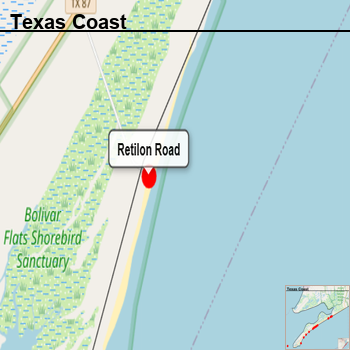 TX 87
Texas Coast
Retilon Road
Bolivar
Flats Shorebird
Sanctuary
Texas Coast